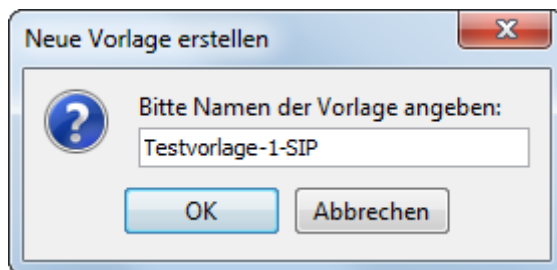 Neue Vorlage erstellen
Bitte Namen der Vorlage angeben:
Testvorlage-1-SIP
OK Abbrechen